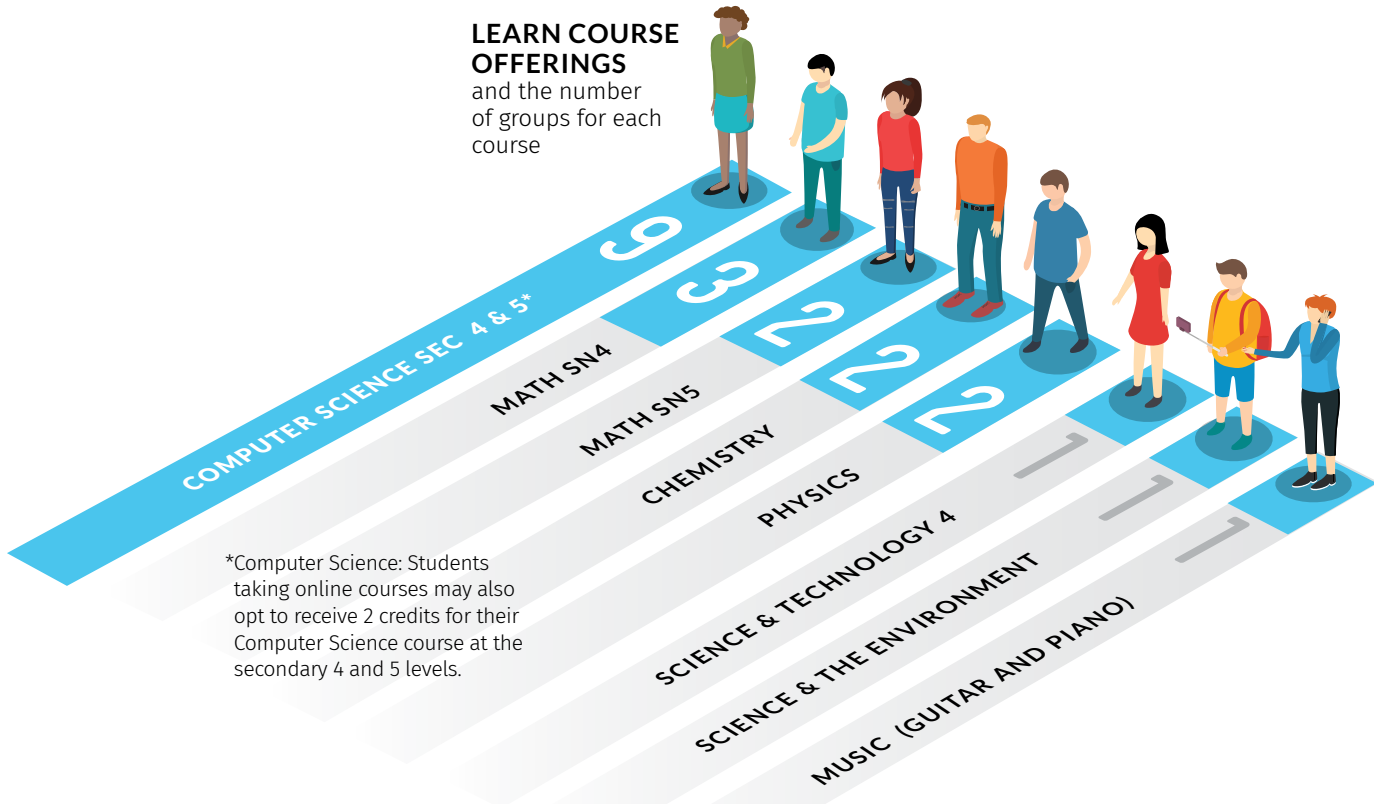 LEARN COURSE
OFFERINGS
and the number
of groups for each
course
COMPUTER SCIENCE SEC 4 & 5*
MATH SN4 3
MATH SN5 2
CHEMISTRY 2
PHYSICS 2
SCIENCE & TECHNOLOGY 4 1
SCIENCE & THE ENVIRONMENT 1
MUSIC (GUITAR AND PIANO) 1
*Computer Science: Students
taking online courses may also
opt to receive 2 credits for their
Computer Science course at the
secondary 4 and 5 levels.